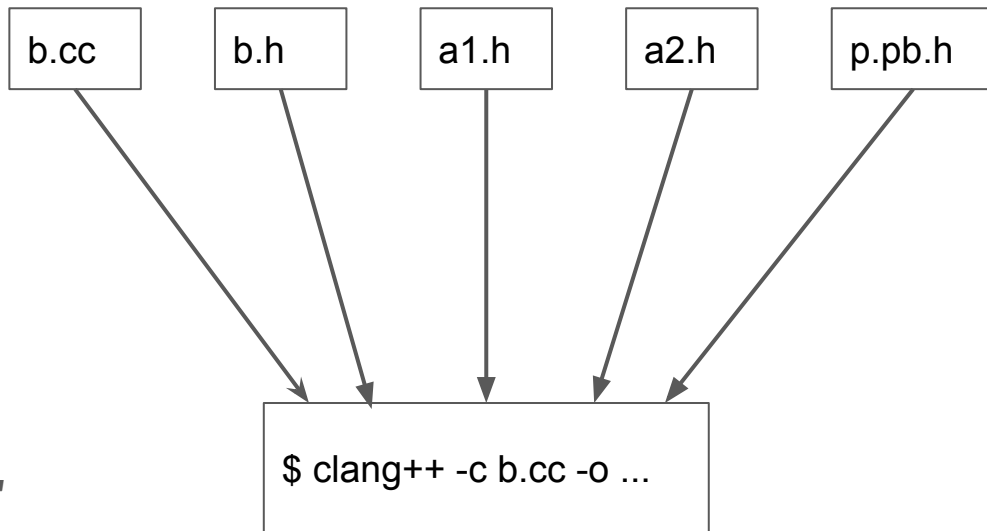 b.cc
b.h
a1.h
a2.h
p.pb.h
$ clang++ -c b.cc -o ...